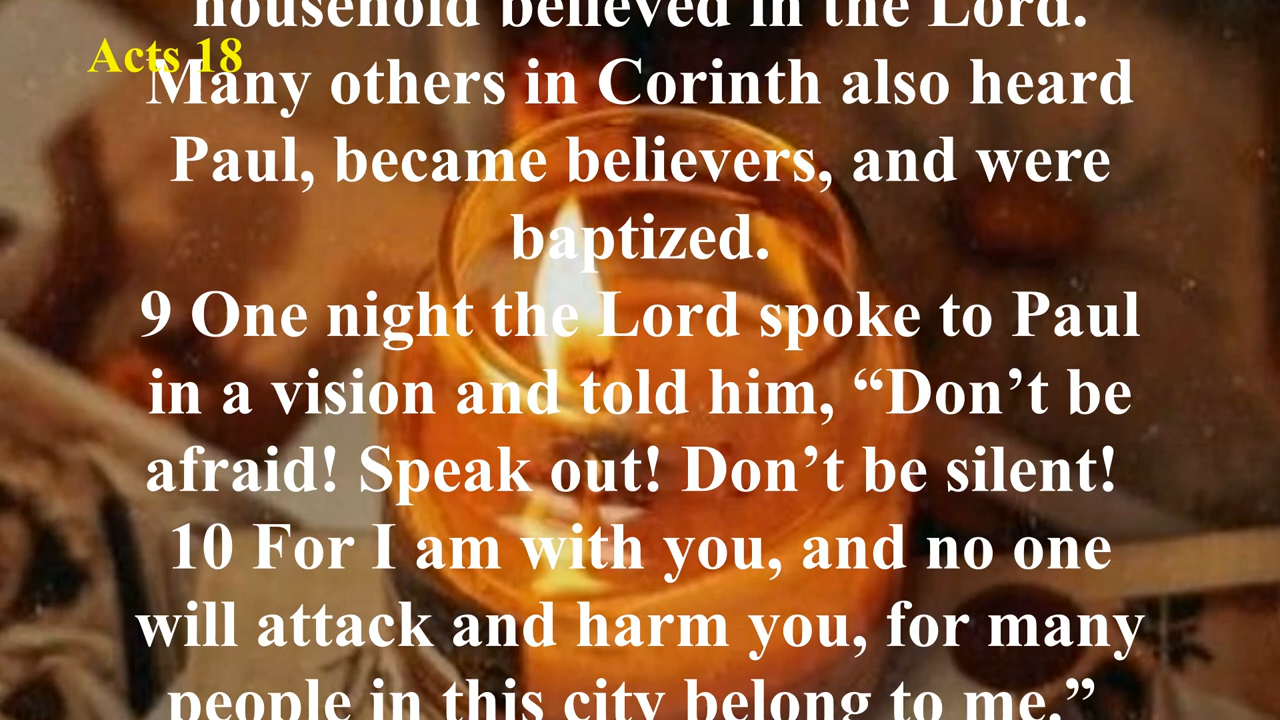 household believed in the Lord.
Acts 18
Many others in Corinth also heard
Paul, became believers, and were
baptized.
9 One night the Lord spoke to Paul
in a vision and told him, “Don’t be
afraid! Speak out! Don’t be silent!
10 For I am with you, and no one
will attack and harm you, for many
people in this city belong to me.”